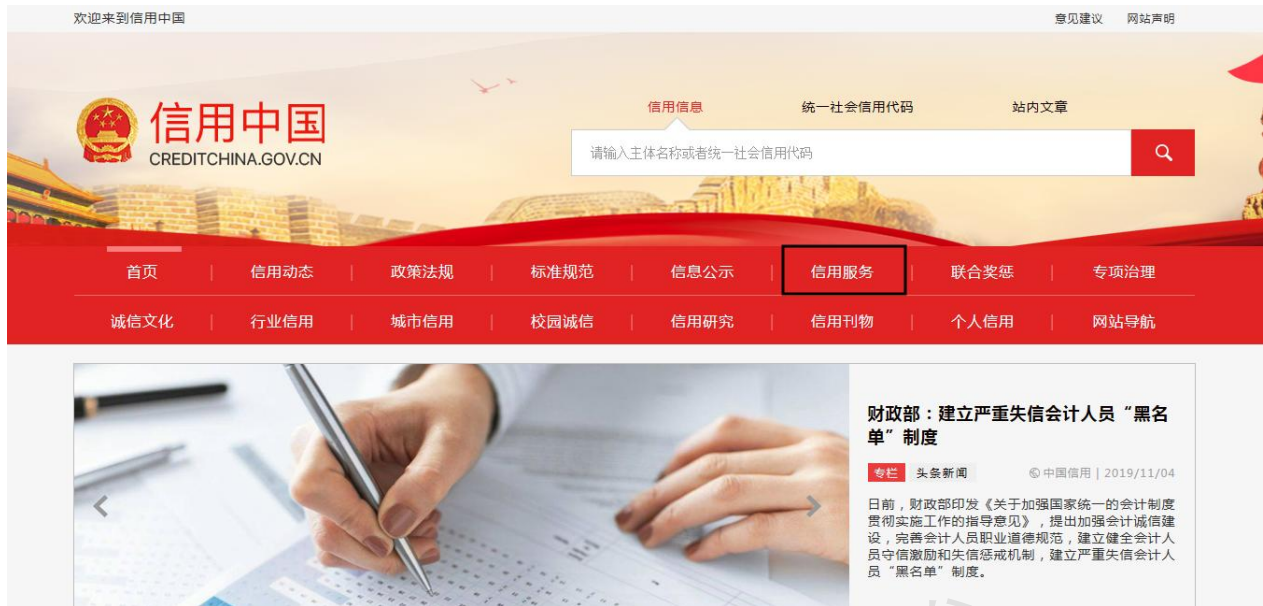 欢迎来到信用中国
意见建议 网站声明
信用中国
CREDITCHINA.GOV.CN
信用信息 统一社会信用代码 站内文章
请输入主体名称或者统一社会信用代码
首页 信用动态 政策法规 标准规范 信息公示 信用服务 联合奖惩 专项治理
诚信文化 行业信用 城市信用 校园诚信 信用研究 信用刊物 个人信用 网站导航
财政部：建立严重失信会计人员“黑名
单”制度
专栏 头条新闻 中国信用 | 2019/11/04
日前，财政部印发《关于加强国家统一的会计制度
贯彻实施工作的指导意见》，提出加强会计诚信建
设，完善会计人员职业道德规范，建立健全会计人
员守信激励和失信惩戒机制，建立严重失信会计人
员“黑名单”制度。